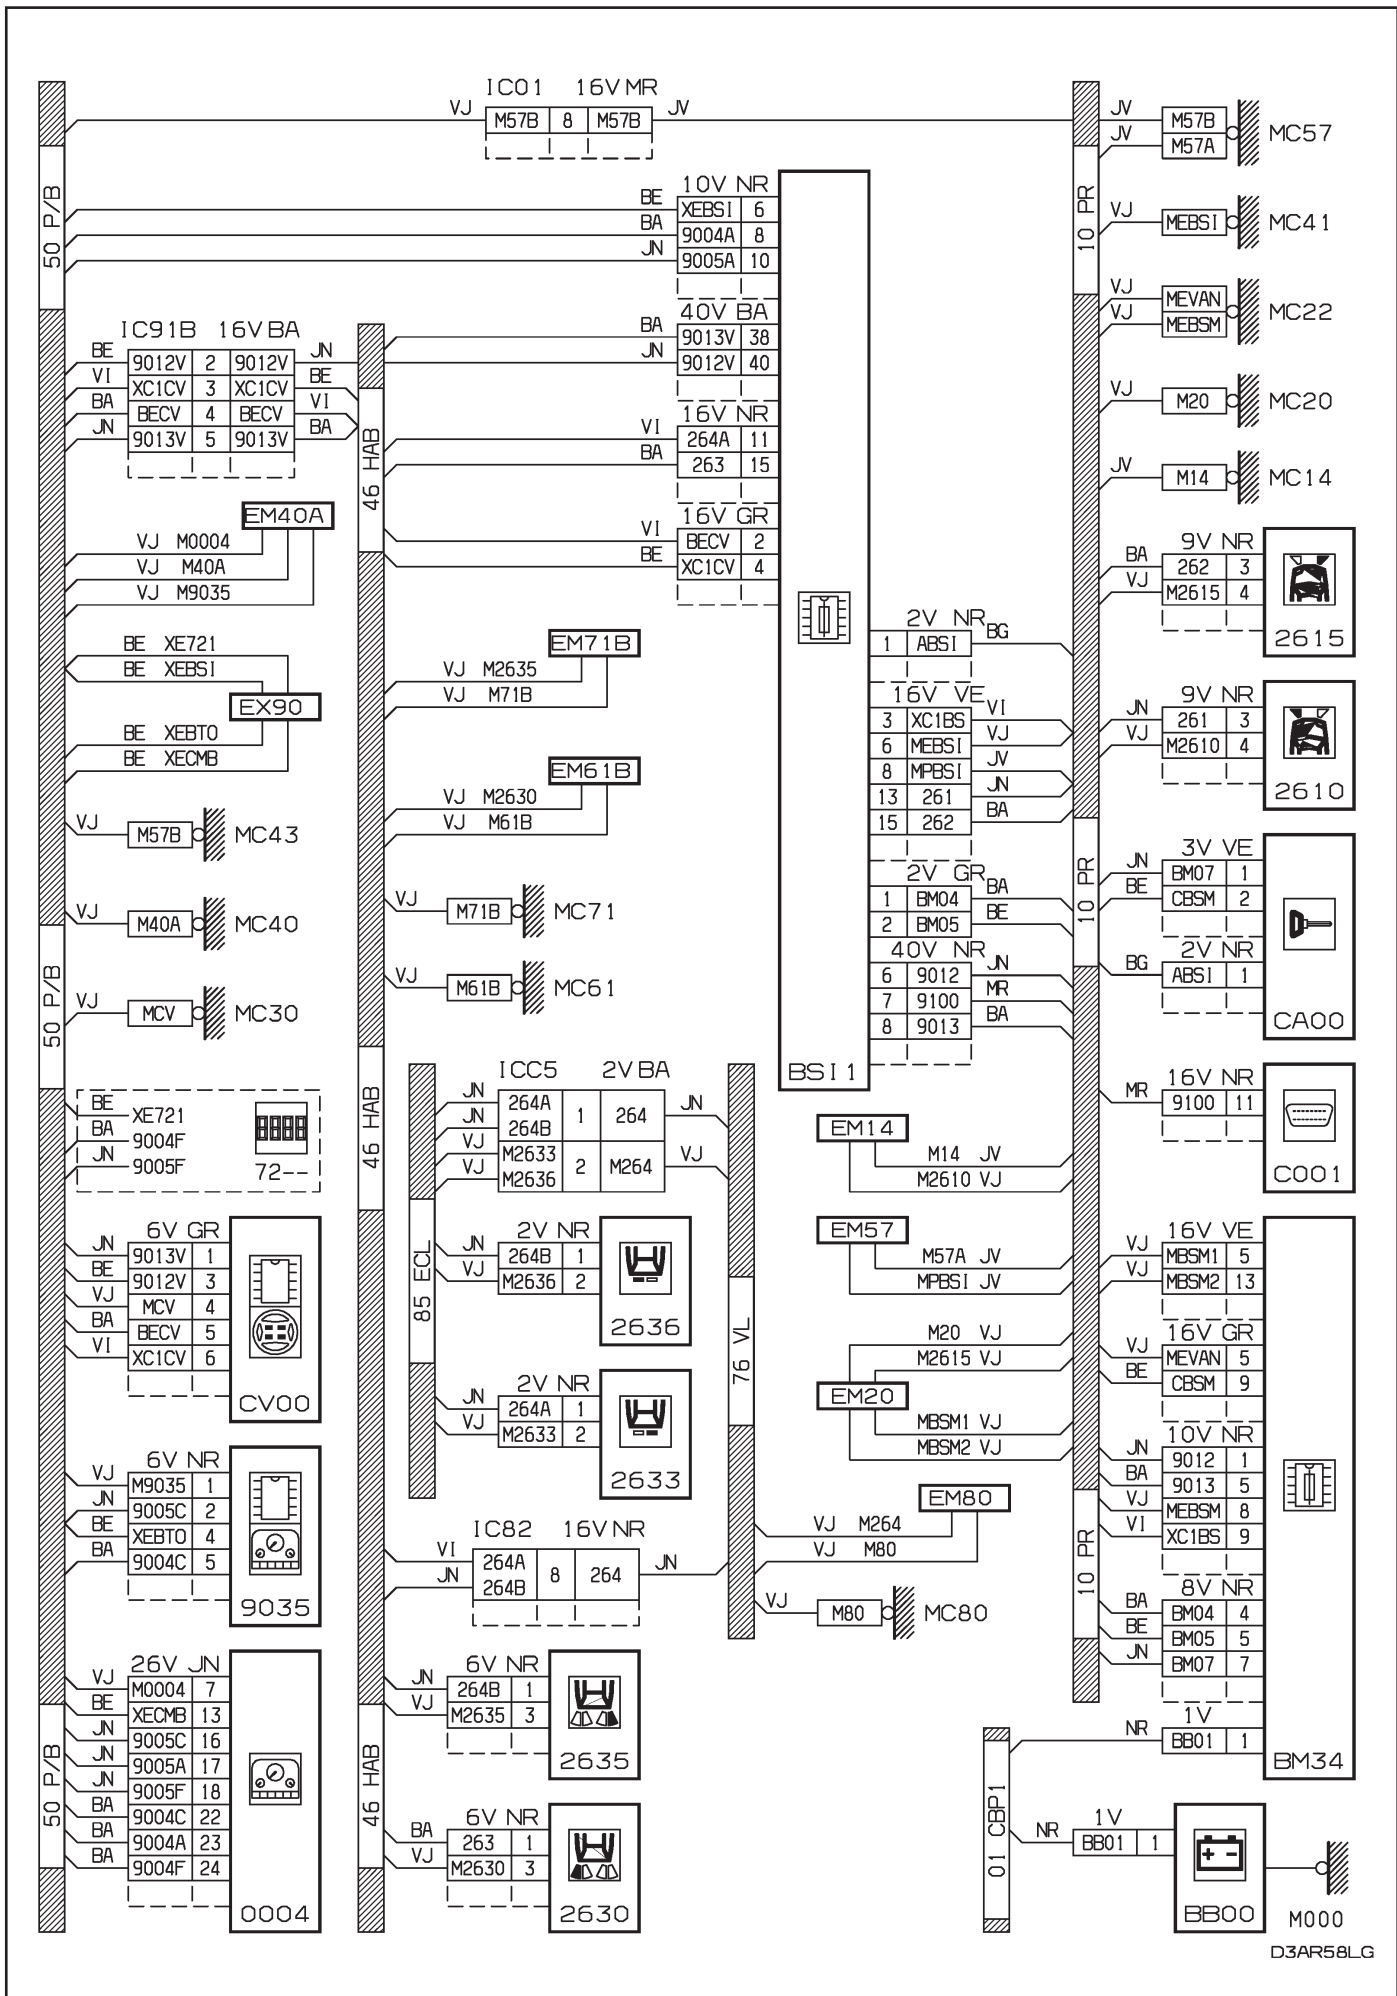 IC01 16V MR
VJ M57B 8 M57B JV
50 P/B
10V NR
BE XEBSI 6
BA 9004A 8
JN 9005A 10
40V BA
BA 9013V 38
JN 9012V 40
16V NR
VI 264A 11
BA 263 15
16V GR
VI BECV 2
BE XC1CV 4
BSI1
2V NR
1 ABSI BG
16V VE
3 XC1BS VI
6 MEBSI VJ
8 MPBSI JV
13 261 JN
15 262 BA
2V GR
1 BM04 BA
2 BM05 BE
40V NR
6 9012 JN
7 9100 MR
8 9013 BA
IC91B 16V BA
BE 9012V 2 9012V JN
VI XC1CV 3 XC1CV BE
BA BECV 4 BECV VI
JN 9013V 5 9013V BA
46 HAB
EM40A
VJ M0004
VJ M40A
VJ M9035
BE XE721
BE XEBSI
EX90
BE XEBTO
BE XECMB
VJ M57B MC43
VJ M40A MC40
50 P/B
VJ MCV MC30
BE XE721
BA 9004F
JN 9005F
72--
6V GR
JN 9013V 1
BE 9012V 3
VJ MCV 4
BA BECV 5
VI XC1CV 6
CV00
6V NR
VJ M9035 1
JN 9005C 2
BE XEBTO 4
BA 9004C 5
9035
50 P/B
26V JN
VJ M0004 7
BE XECMB 13
JN 9005C 16
JN 9005A 17
JN 9005F 18
BA 9004C 22
BA 9004A 23
BA 9004F 24
0004
EM71B
VJ M2635
VJ M71B
EM61B
VJ M2630
VJ M61B
VJ M71B MC71
VJ M61B MC61
46 HAB
ICC5 2V BA
JN 264A 1 264 JN
JN 264B
VJ M2633 2 M264 VJ
VJ M2636
85 ECL
2V NR
JN 264B 1
VJ M2636 2
2636
2V NR
JN 264A 1
VJ M2633 2
2633
76 VL
IC82 16V NR
VI 264A 8 264 JN
JN 264B
46 HAB
6V NR
JN 264B 1
VJ M2635 3
2635
6V NR
BA 263 1
VJ M2630 3
2630
EM14
M14 JV
M2610 VJ
EM57
M57A JV
MPBSI JV
M20 VJ
M2615 VJ
EM20
MBSM1 VJ
MBSM2 VJ
EM80
VJ M264
VJ M80
VJ M80 MC80
10 PR
JV M57B
JV M57A
MC57
VJ MEBSI MC41
VJ MEVAN
VJ MEBSM
MC22
VJ M20 MC20
JV M14 MC14
9V NR
BA 262 3
VJ M2615 4
2615
9V NR
JN 261 3
VJ M2610 4
2610
10 PR
3V VE
JN BM07 1
BE CBSM 2
2V NR
BG ABSI 1
CA00
16V NR
MR 9100 11
C001
16V VE
VJ MBSM1 5
VJ MBSM2 13
16V GR
VJ MEVAN 5
BE CBSM 9
10V NR
JN 9012 1
BA 9013 5
VJ MEBSM 8
VI XC1BS 9
10 PR
8V NR
BA BM04 4
BE BM05 5
JN BM07 7
1V
NR BB01 1
BM34
01 CBP1
1V
NR BB01 1
+ -
BB00
M000
D3AR58LG